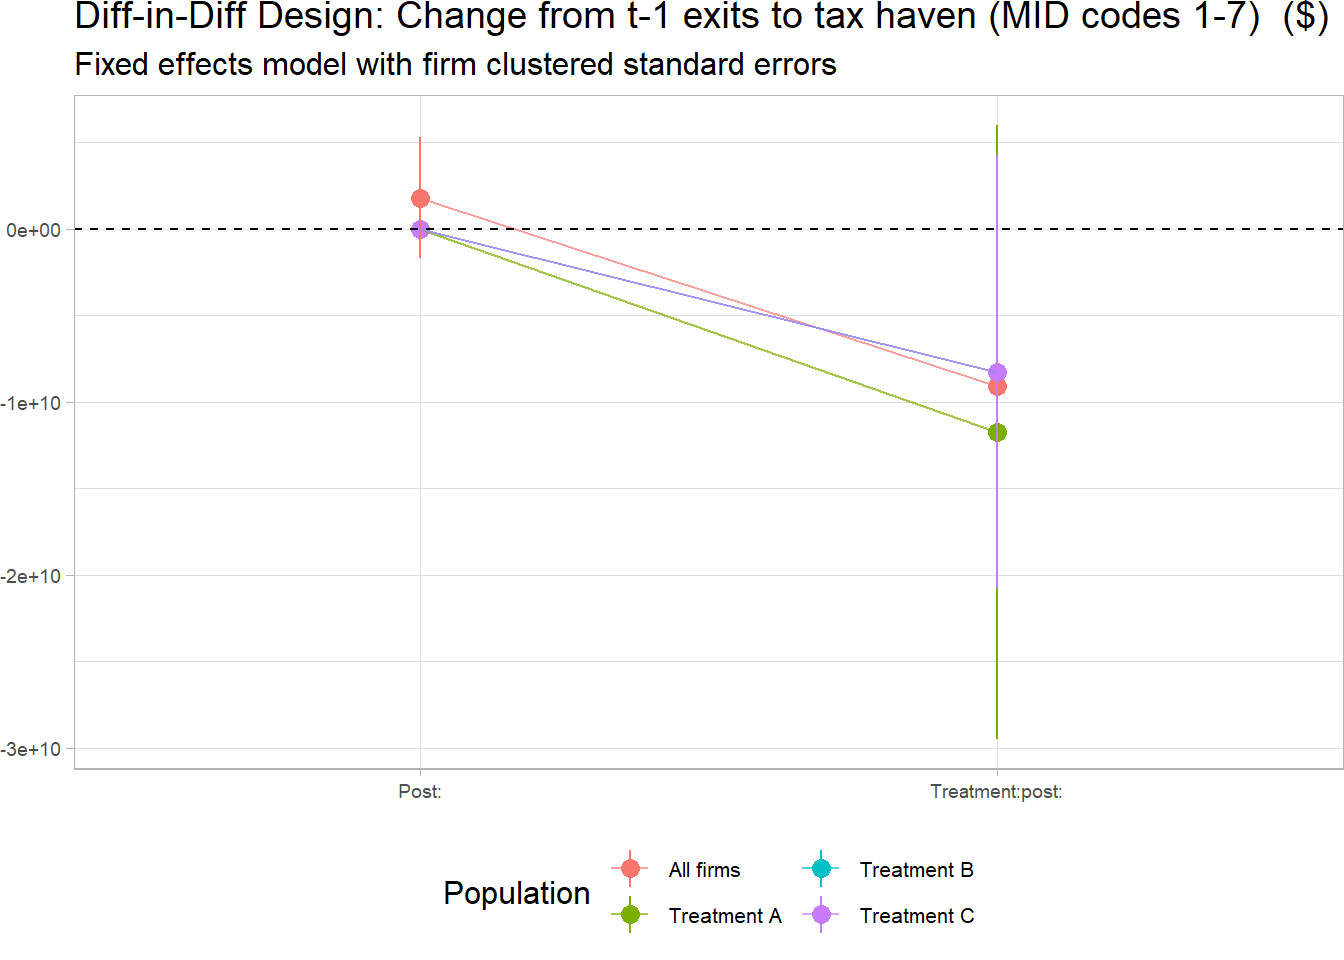 Diff-in-Diff Design: Change from t-1 exits to tax haven (MID codes 1-7)  ($)
Fixed effects model with firm clustered standard errors
0e+00
-1e+10
-2e+10
-3e+10
Post:
Treatment:post:
Population
All firms
Treatment B
Treatment A
Treatment C